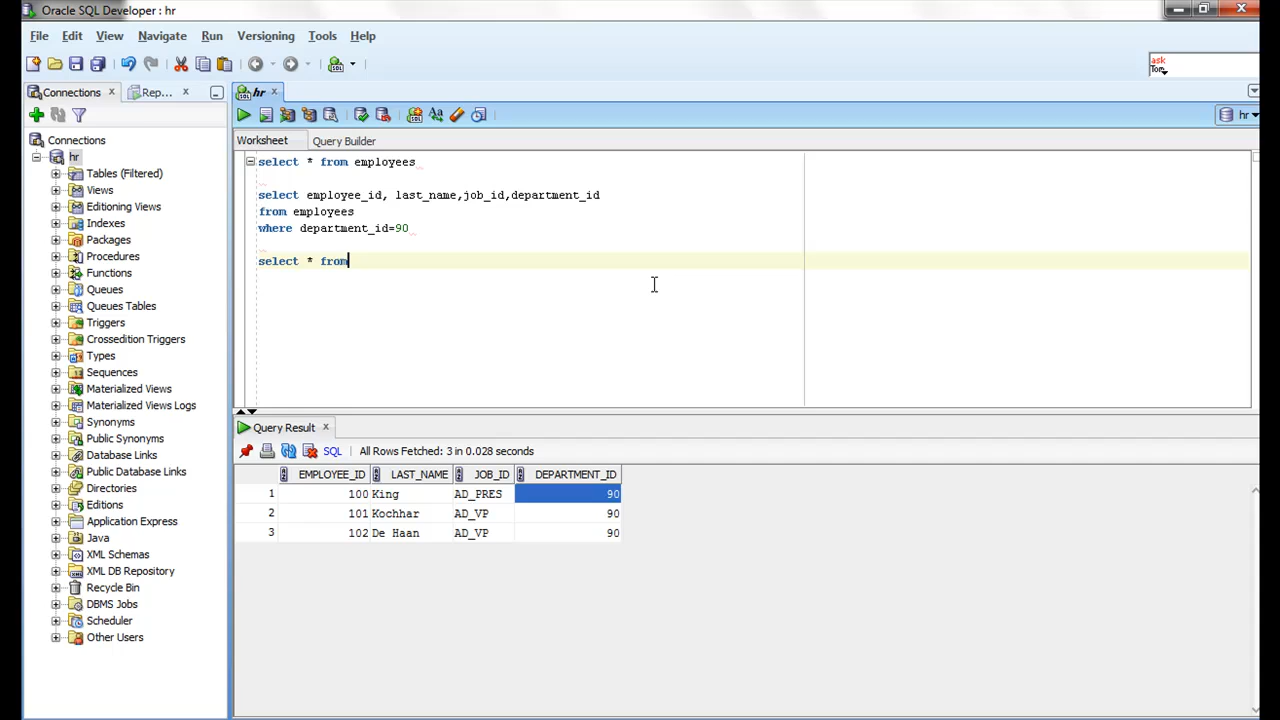 Oracle SQL Developer : hr
File Edit View Navigate Run Versioning Tools Help
ask
Tom
Connections
Rep...
hr
hr
Worksheet
Query Builder
Connections
hr
Tables (Filtered)
Views
Editioning Views
Indexes
Packages
Procedures
Functions
Queues
Queues Tables
Triggers
Crossedition Triggers
Types
Sequences
Materialized Views
Materialized Views Logs
Synonyms
Public Synonyms
Database Links
Public Database Links
Directories
Editions
Application Express
Java
XML Schemas
XML DB Repository
Recycle Bin
DBMS Jobs
Scheduler
Other Users
select * from employees
select employee_id, last_name,job_id,department_id
from employees
where department_id=90
select * from
Query Result
SQL All Rows Fetched: 3 in 0.028 seconds
EMPLOYEE_ID LAST_NAME JOB_ID DEPARTMENT_ID
1 100 King AD_PRES 90
2 101 Kochhar AD_VP 90
3 102 De Haan AD_VP 90